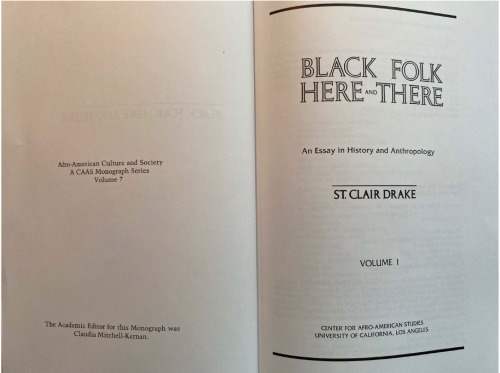 Afro-American Culture and Society
A CAAS Monograph Series
Volume 7
The Academic Editor for this Monograph was
Claudia Mitchell-Kernan.
BLACK FOLK
HERE AND THERE
An Essay in History and Anthropology
ST. CLAIR DRAKE
VOLUME I
CENTER FOR AFRO-AMERICAN STUDIES
UNIVERSITY OF CALIFORNIA, LOS ANGELES